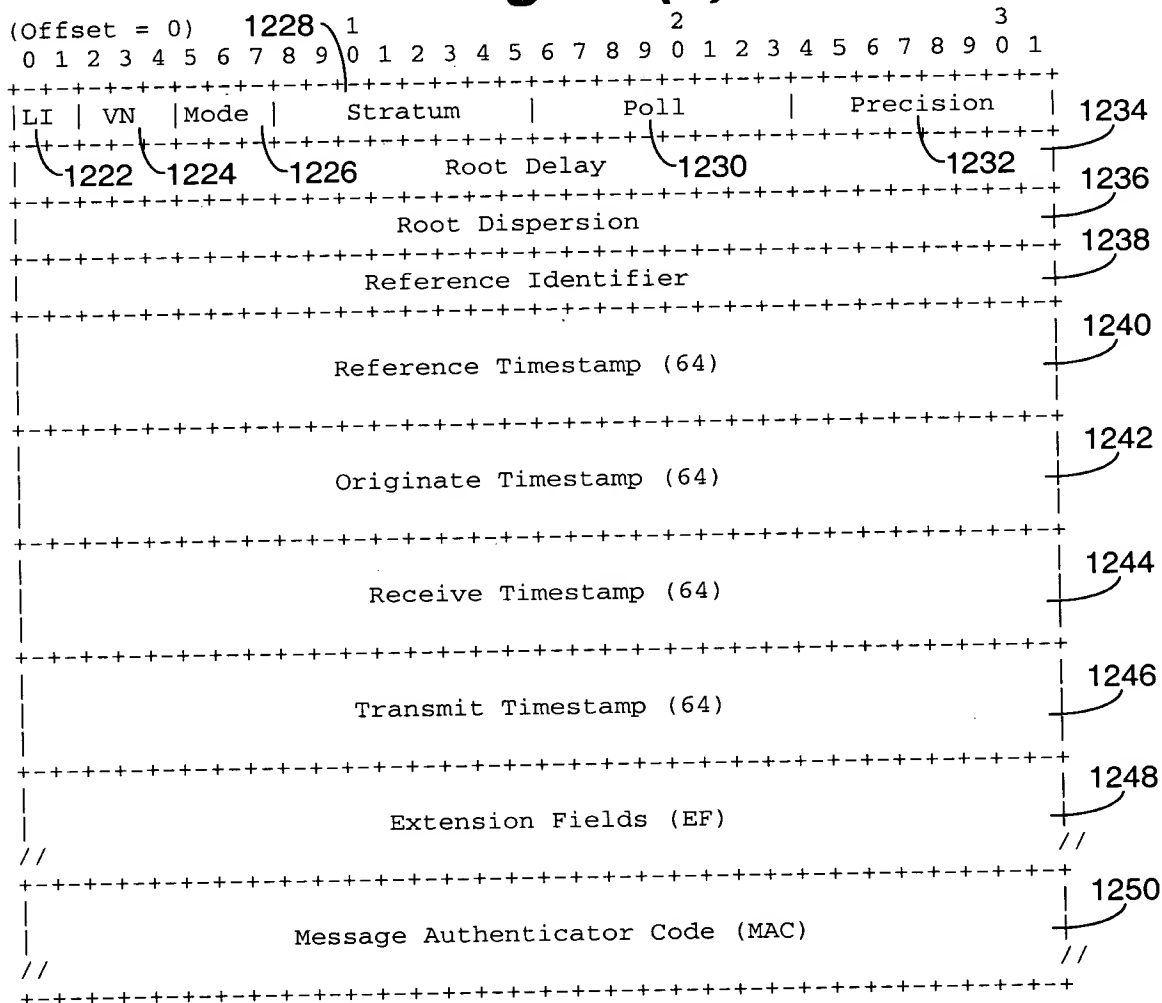 (Offset = 0) 1228 1 2 3
0 1 2 3 4 5 6 7 8 9 0 1 2 3 4 5 6 7 8 9 0 1 2 3 4 5 6 7 8 9 0 1
+-+-+-+-+-+-+-+-+-+-+-+-+-+-+-+-+-+-+-+-+-+-+-+-+-+-+-+-+-+-+-+-+
|LI | VN |Mode | Stratum | Poll | Precision | 1234
+-+-+-+-+-+-+-+-+-+-+-+-+-+-+-+-+-+-+-+-+-+-+-+-+-+-+-+-+-+-+-+-+
| 1222 1224 1226 Root Delay 1230 1232 | 1236
+-+-+-+-+-+-+-+-+-+-+-+-+-+-+-+-+-+-+-+-+-+-+-+-+-+-+-+-+-+-+-+-+
| Root Dispersion | 1238
+-+-+-+-+-+-+-+-+-+-+-+-+-+-+-+-+-+-+-+-+-+-+-+-+-+-+-+-+-+-+-+-+
| Reference Identifier |
+-+-+-+-+-+-+-+-+-+-+-+-+-+-+-+-+-+-+-+-+-+-+-+-+-+-+-+-+-+-+-+-+
1240
| Reference Timestamp (64) |
+-+-+-+-+-+-+-+-+-+-+-+-+-+-+-+-+-+-+-+-+-+-+-+-+-+-+-+-+-+-+-+-+
1242
| Originate Timestamp (64) |
+-+-+-+-+-+-+-+-+-+-+-+-+-+-+-+-+-+-+-+-+-+-+-+-+-+-+-+-+-+-+-+-+
1244
| Receive Timestamp (64) |
+-+-+-+-+-+-+-+-+-+-+-+-+-+-+-+-+-+-+-+-+-+-+-+-+-+-+-+-+-+-+-+-+
1246
| Transmit Timestamp (64) |
+-+-+-+-+-+-+-+-+-+-+-+-+-+-+-+-+-+-+-+-+-+-+-+-+-+-+-+-+-+-+-+-+
1248
| Extension Fields (EF) |
// //
+-+-+-+-+-+-+-+-+-+-+-+-+-+-+-+-+-+-+-+-+-+-+-+-+-+-+-+-+-+-+-+-+
1250
| Message Authenticator Code (MAC) |
// //
+-+-+-+-+-+-+-+-+-+-+-+-+-+-+-+-+-+-+-+-+-+-+-+-+-+-+-+-+-+-+-+-+